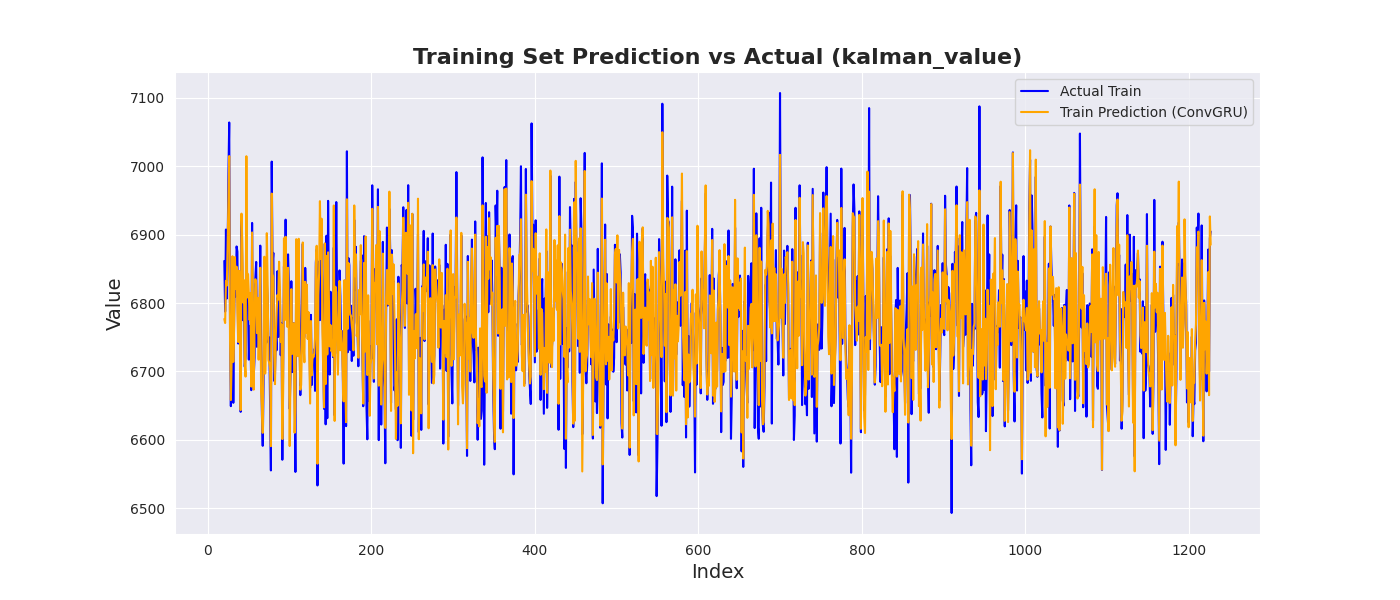 Training Set Prediction vs Actual (kalman_value)
Actual Train
Train Prediction (ConvGRU)
7100
7000
6900
6800
6700
6600
6500
Value
0 200 400 600 800 1000 1200
Index